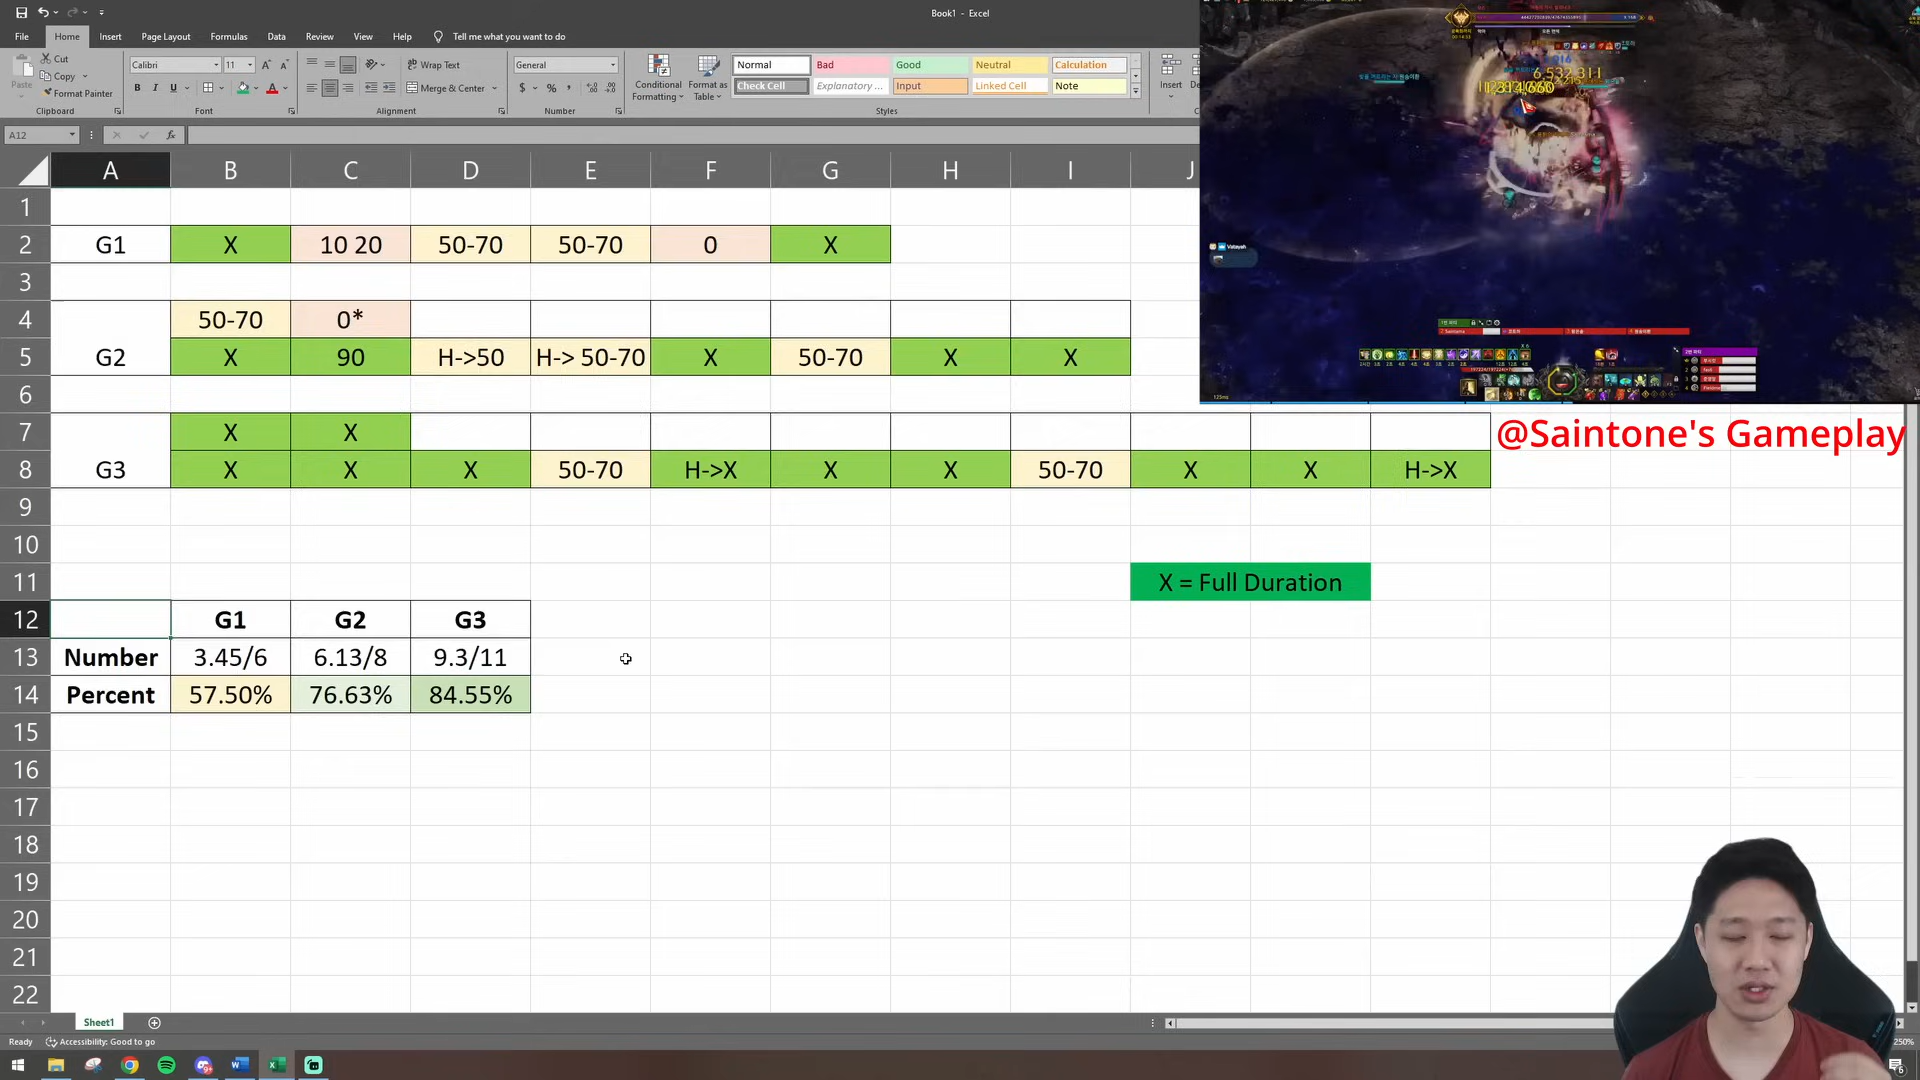 Book1 - Excel
File Home Insert Page Layout Formulas Data Review View Help Tell me what you want to do
Paste Cut Copy Format Painter
Calibri 11
B I U
Wrap Text
Merge & Center
General
$ % ,
Conditional Formatting
Format as Table
Normal Bad Good Neutral Calculation
Check Cell Explanatory ... Input Linked Cell Note
Insert
Clipboard Font Alignment Number Styles
A12 fx
A B C D E F G H I J
1
2 G1 X 10 20 50-70 50-70 0 X
3
4 50-70 0*
5 G2 X 90 H->50 H-> 50-70 X 50-70 X X
6
7 X X
8 G3 X X X 50-70 H->X X X 50-70 X X H->X
9
10
11 X = Full Duration
12 G1 G2 G3
13 Number 3.45/6 6.13/8 9.3/11
14 Percent 57.50% 76.63% 84.55%
15
16
17
18
19
20
21
22
6,532,311
@Saintone's Gameplay
Sheet1
Ready Accessibility: Good to go
250%